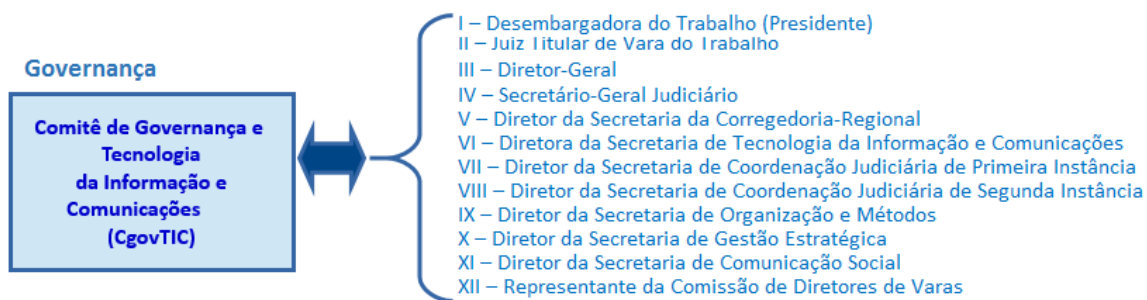 Governança
Comitê de Governança e
Tecnologia
da Informação e
Comunicações
(CgovTIC)
I – Desembargadora do Trabalho (Presidente)
II – Juiz Titular de Vara do Trabalho
III – Diretor-Geral
IV – Secretário-Geral Judiciário
V – Diretor da Secretaria da Corregedoria-Regional
VI – Diretora da Secretaria de Tecnologia da Informação e Comunicações
VII – Diretor da Secretaria de Coordenação Judiciária de Primeira Instância
VIII – Diretor da Secretaria de Coordenação Judiciária de Segunda Instância
IX – Diretor da Secretaria de Organização e Métodos
X – Diretor da Secretaria de Gestão Estratégica
XI – Diretor da Secretaria de Comunicação Social
XII – Representante da Comissão de Diretores de Varas